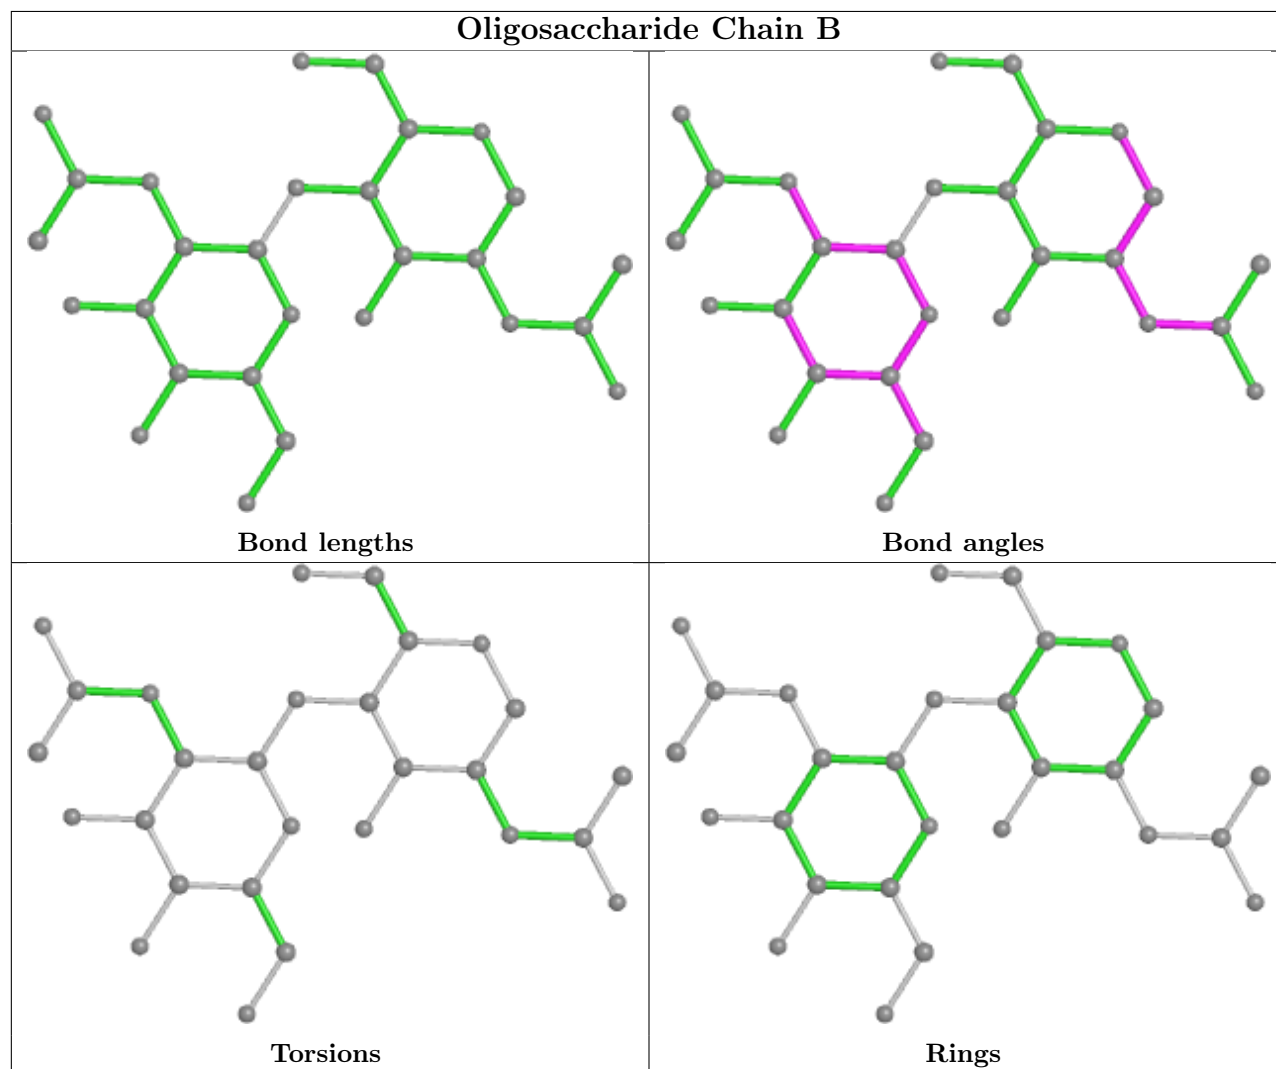 Oligosaccharide Chain B
Bond lengths
Bond angles
Torsions
Rings